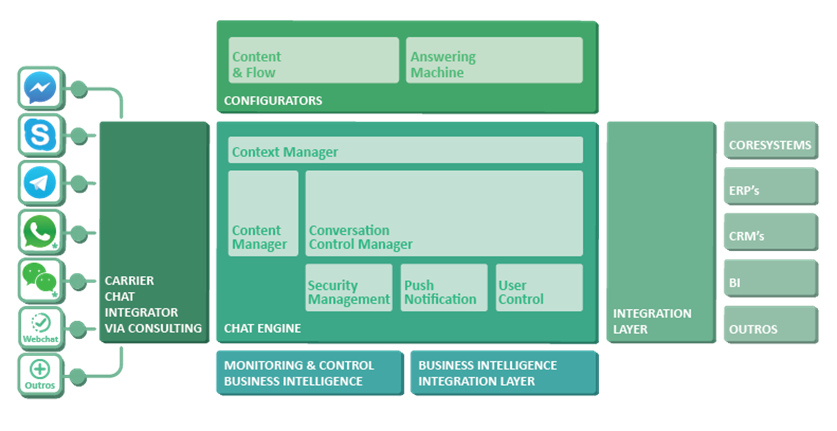 Content
& Flow
Answering
Machine
CONFIGURATORS
Context Manager
Content
Manager
Conversation
Control Manager
Security
Management
Push
Notification
User
Control
CHAT ENGINE
CARRIER
CHAT
INTEGRATOR
VIA CONSULTING
Webchat
Outros
INTEGRATION
LAYER
CORESYSTEMS
ERP's
CRM's
BI
OUTROS
MONITORING & CONTROL
BUSINESS INTELLIGENCE
BUSINESS INTELLIGENCE
INTEGRATION LAYER